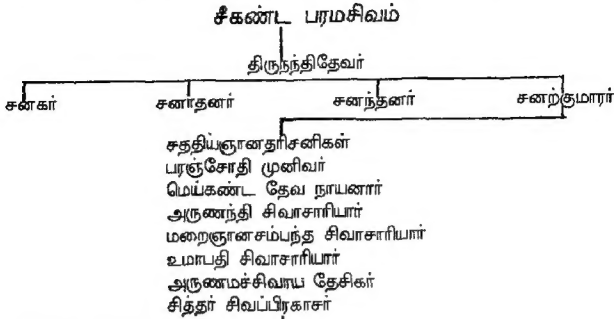 சீகண்ட பரமசிவம்
திருநந்திதேவர்
சனகர் சனாதனர் சனந்தனர் சனற்குமாரர்
சத்திய்ஞானதரிசனிகள்
பரஞ்சோதி முனிவர்
மெய்கண்ட தேவ நாயனார்
அருணந்தி சிவாசாரியார்
மறைஞானசம்பந்த சிவாசாரியார்
உமாபதி சிவாசாரியார்
அருணமச்சிவாய தேசிகர்
சித்தர் சிவப்பிரகாசர்